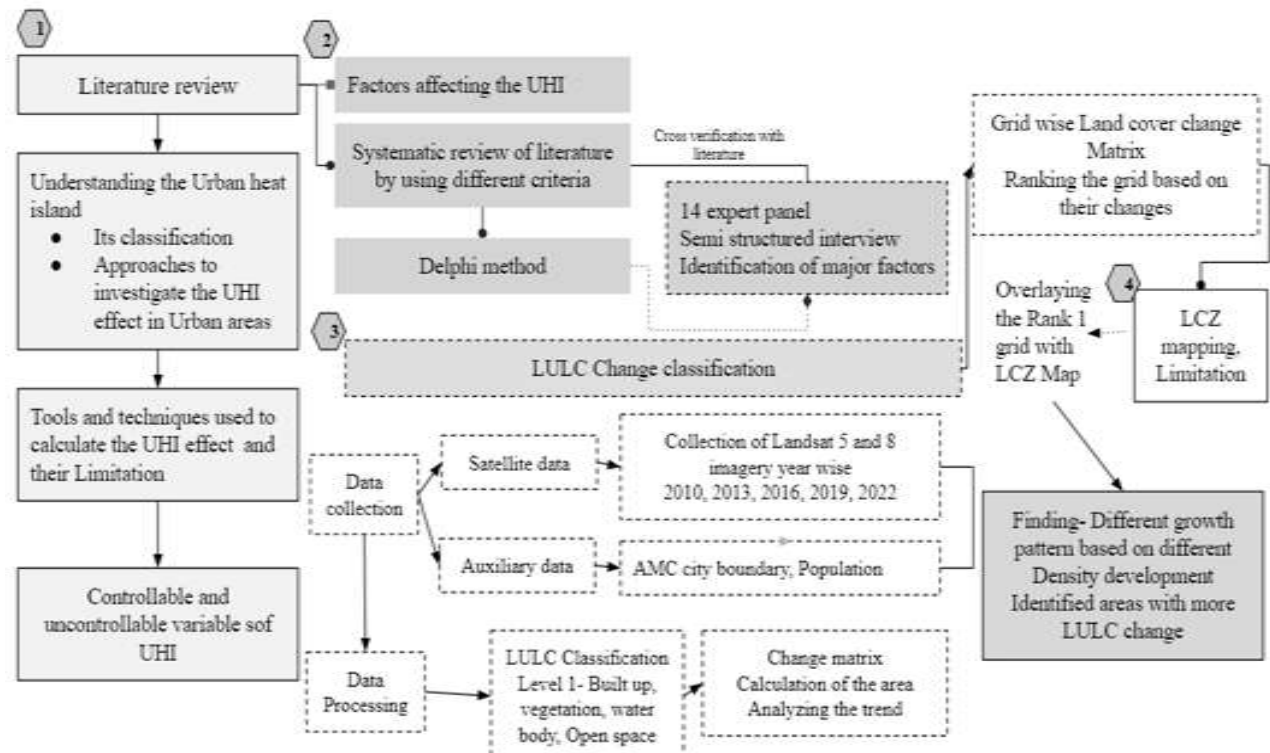 1
Literature review
Understanding the Urban heat
island
● Its classification
● Approaches to
investigate the UHI
effect in Urban areas
Tools and techniques used to
calculate the UHI effect and
their Limitation
Controllable and
uncontrollable variable sof
UHI
2
Factors affecting the UHI
Systematic review of literature
by using different criteria
Delphi method
Cross verification with
literature
14 expert panel
Semi structured interview
Identification of major factors
3
LULC Change classification
Data
collection
Satellite data
Collection of Landsat 5 and 8
imagery year wise
2010, 2013, 2016, 2019, 2022
Auxiliary data
AMC city boundary, Population
Data
Processing
LULC Classification
Level 1- Built up,
vegetation, water
body, Open space
Change matrix
Calculation of the area
Analyzing the trend
Grid wise Land cover change
Matrix
Ranking the grid based on
their changes
4
LCZ
mapping,
Limitation
Overlaying
the Rank 1
grid with
LCZ Map
Finding- Different growth
pattern based on different
Density development
Identified areas with more
LULC change